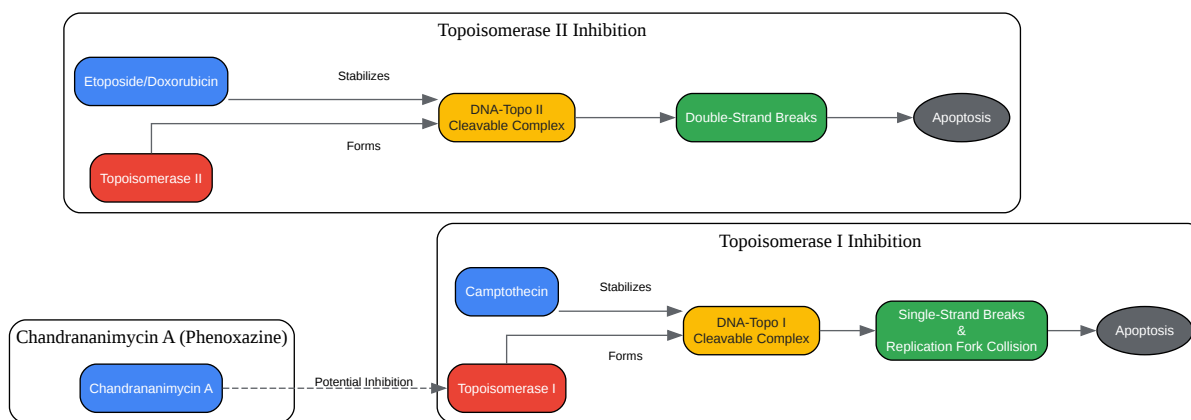 Topoisomerase II Inhibition
Etoposide/Doxorubicin
Stabilizes
DNA-Topo II
Cleavable Complex
Double-Strand Breaks
Apoptosis
Forms
Topoisomerase II
Topoisomerase I Inhibition
Camptothecin
Stabilizes
DNA-Topo I
Cleavable Complex
Single-Strand Breaks
&
Replication Fork Collision
Apoptosis
Forms
Topoisomerase I
Chandrananimycin A (Phenoxazine)
Chandrananimycin A
Potential Inhibition